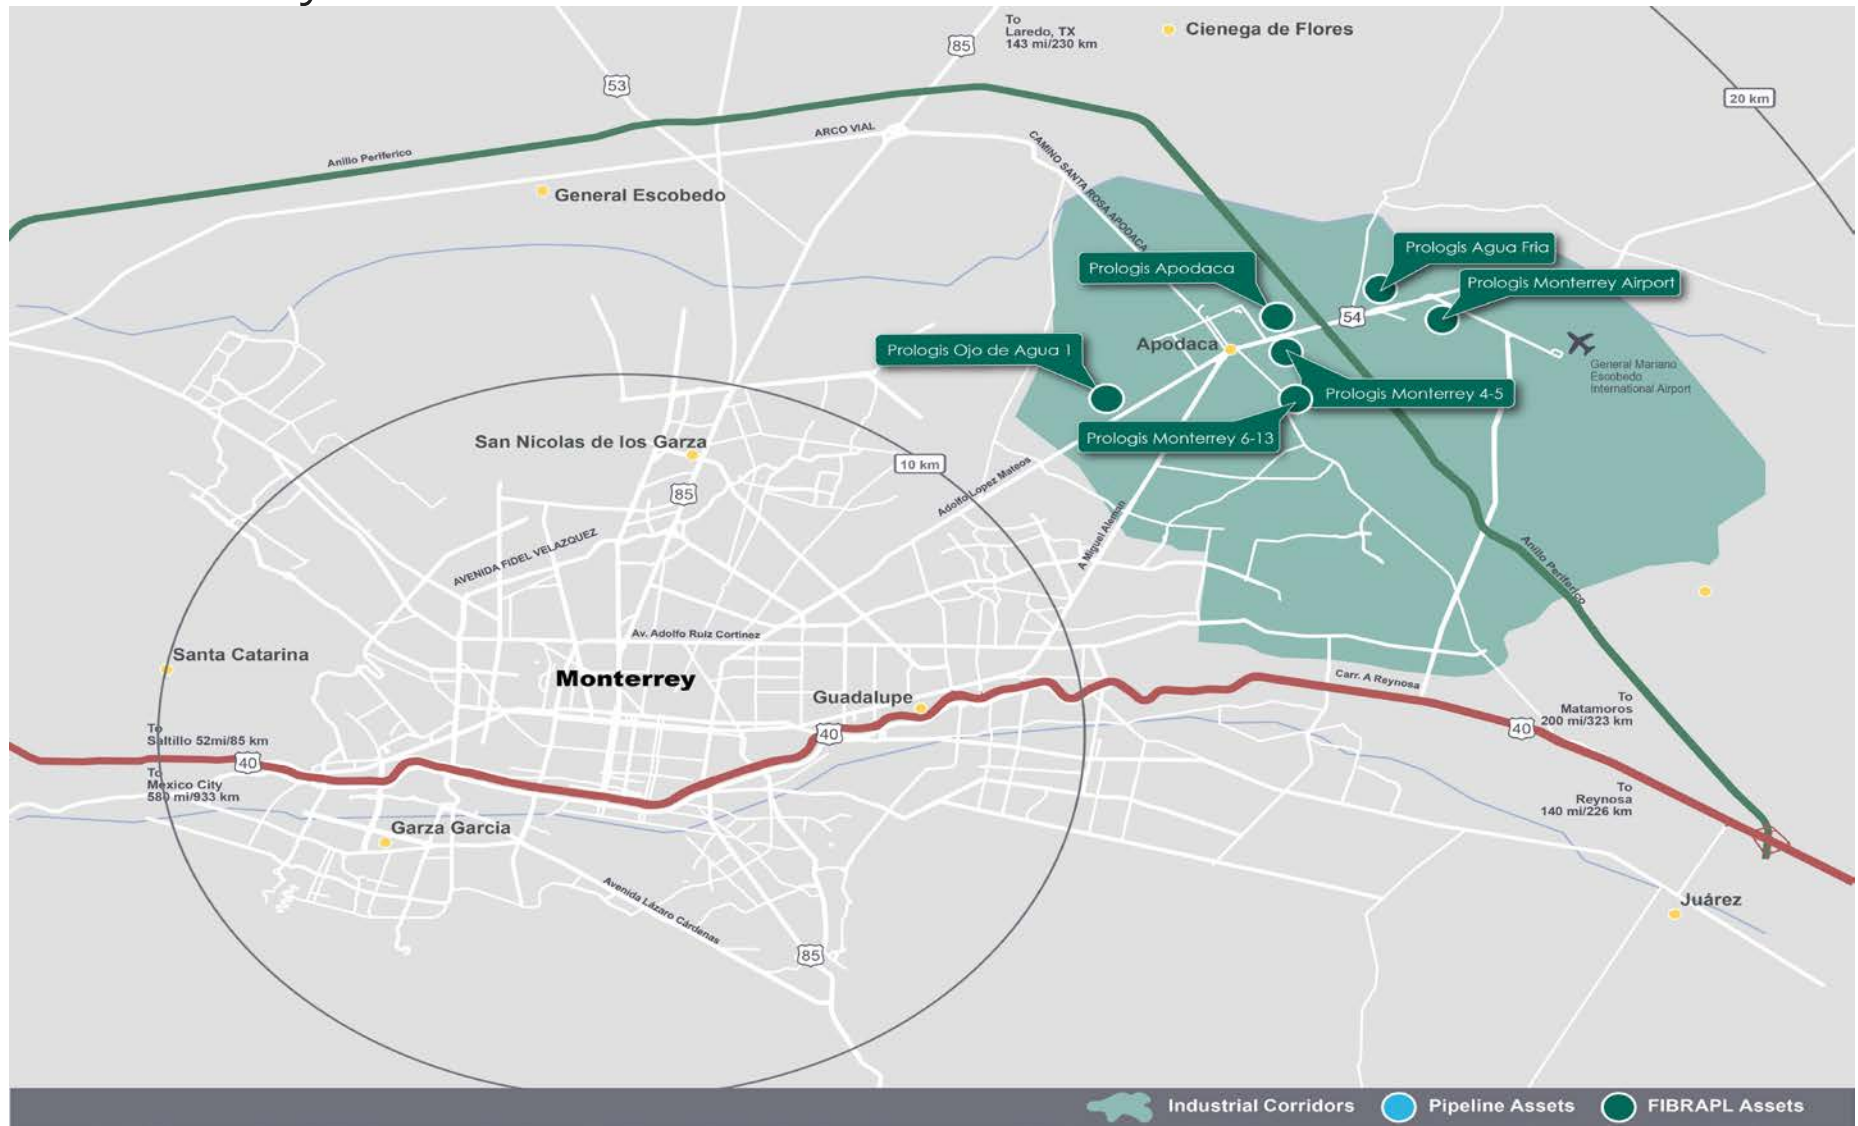 To
Laredo, TX
143 mi/230 km
85
Cienega de Flores
53
20 km
ARCO VIAL
Anillo Periferico
CAMINO SANTA ROSA APODACA
General Escobedo
Prologis Agua Fria
Prologis Apodaca
Prologis Monterrey Airport
54
Apodaca
Prologis Ojo de Agua 1
General Mariano
Escobedo
International Airport
Prologis Monterrey 4-5
Prologis Monterrey 6-13
San Nicolas de los Garza
10 km
85
Adolfo Lopez Mateos
A Miguel Aleman
AVENIDA FIDEL VELAZQUEZ
Anillo Periferico
Av. Adolfo Ruiz Cortinez
Santa Catarina
Monterrey
Guadalupe
Carr. A Reynosa
To
Matamoros
200 mi/323 km
40
40
To
Saltillo 52mi/85 km
40
To
Mexico City
580 mi/933 km
To
Reynosa
140 mi/226 km
Garza Garcia
Avenida Lázaro Cárdenas
Juárez
85
Industrial Corridors
Pipeline Assets
FIBRAPL Assets